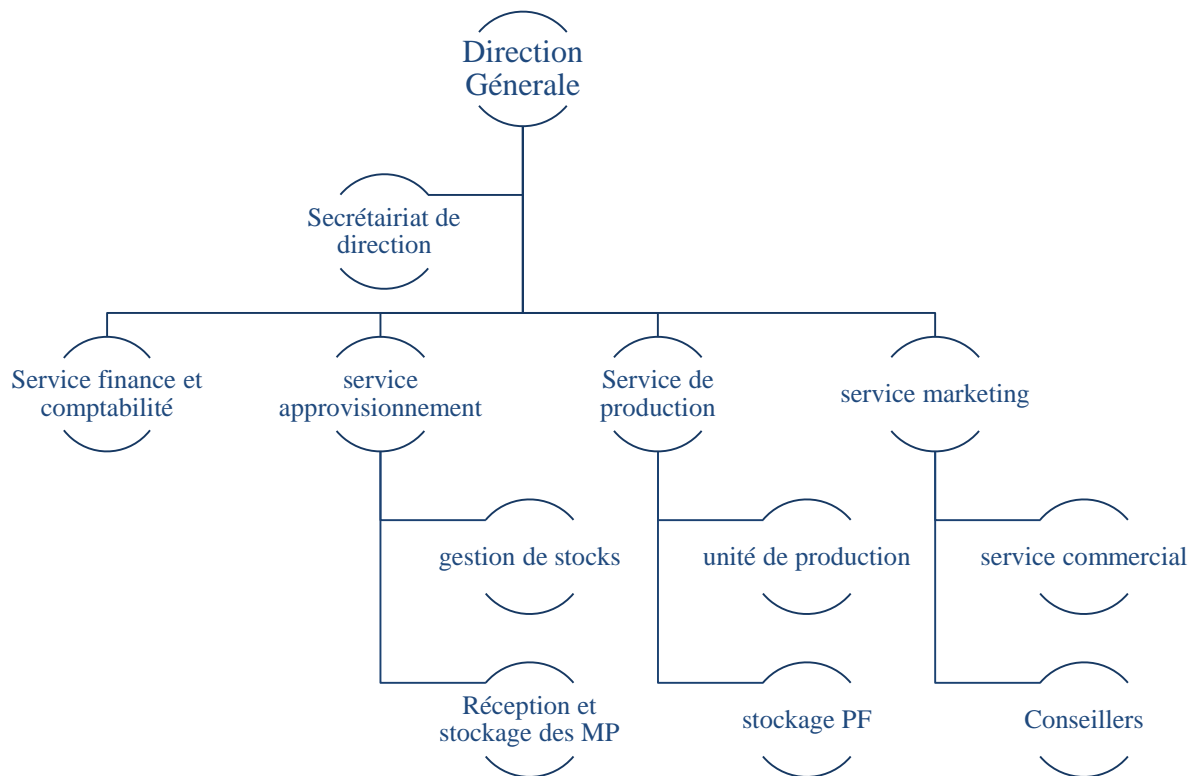 Direction
Génerale
Secrétairiat de
direction
Service finance et
comptabilité
service
approvisionnement
Service de
production
service marketing
gestion de stocks
unité de production
service commercial
Réception et
stockage des MP
stockage PF
Conseillers